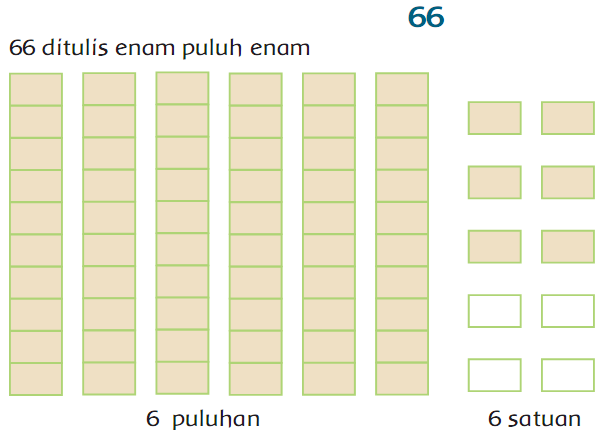 66
66 ditulis enam puluh enam
6 puluhan
6 satuan